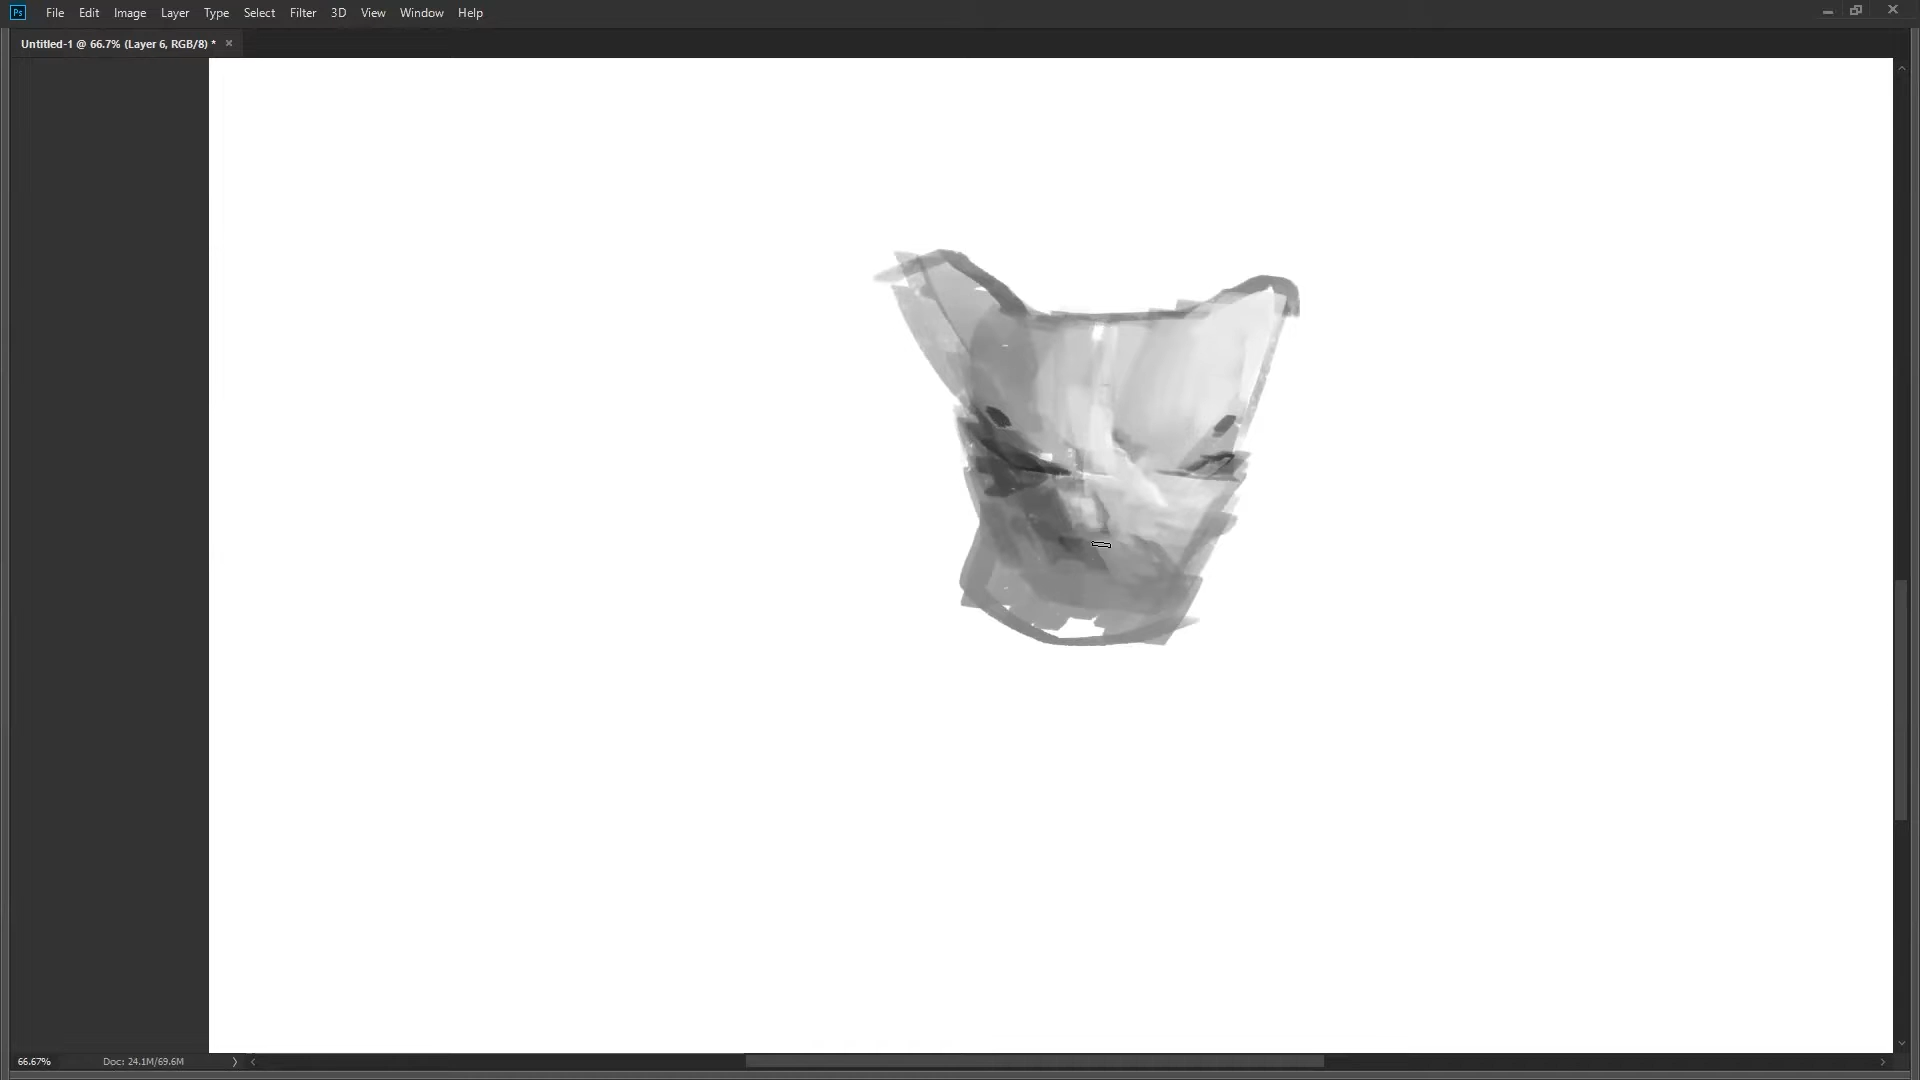 Ps File Edit Image Layer Type Select Filter 3D View Window Help
Untitled-1 @ 66.7% (Layer 6, RGB/8) *
66.67% Doc: 24.1M/69.6M